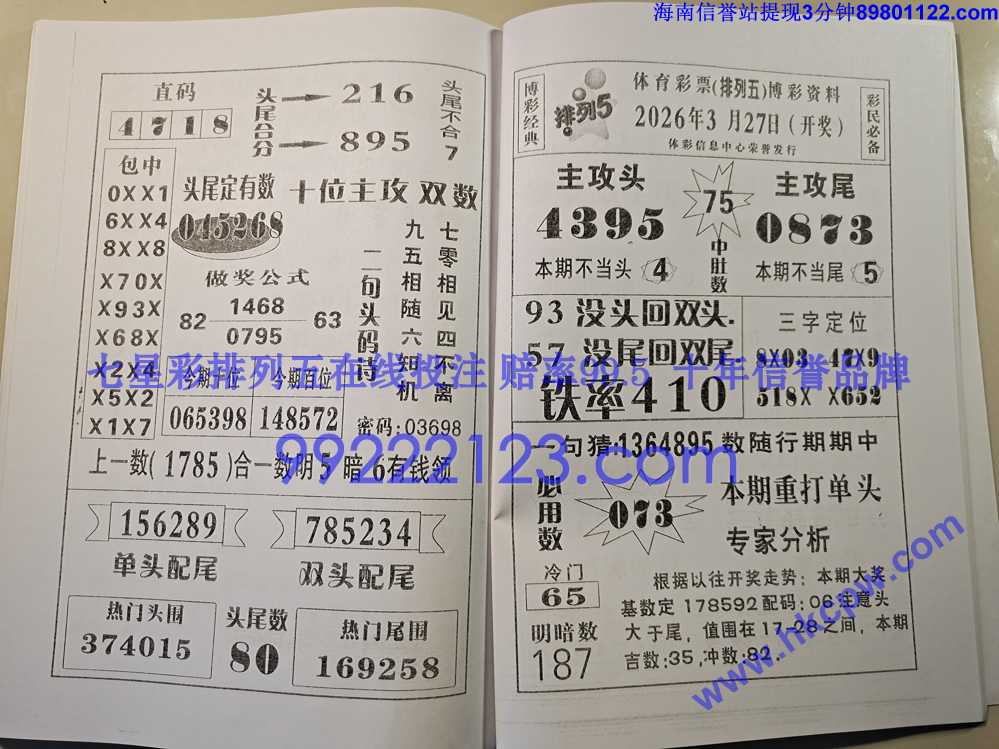 海南信誉站提现3分钟89801122.com
直码
4 7 1 8
头尾合分
216
895
头尾不合7
包中
0XX1
6XX4
8XX8
X70X
X93X
X68X
X2X4
X5X2
X1X7
头尾定有数
045268
十位主攻 双数
做奖公式
82 1468 63
0795
二句头码诗
九五相随六知机
七零相见四不离
今期千位 今期百位
065398 148572
密码:03698
上一数(1785)合一数明5 暗6有钱领
156289
单头配尾
785234
双头配尾
热门头围
374015
头尾数
80
热门尾围
169258
博彩经典
排列5
体育彩票(排列五)博彩资料
2026年3 月27日(开奖)
体彩信息中心荣誉发行
彩民必备
主攻头
4395
本期不当头 4
75
中肚数
主攻尾
0873
本期不当尾 5
93 没头回双头.
57 没尾回双尾.
铁率410
三字定位
8X03 47X9
518X X652
一句猜:1364895数随行期期中
必用数
073
本期重打单头
专家分析
冷门
65
明暗数
187
根据以往开奖走势: 本期大奖
基数定178592配码:06注意头
大于尾, 值围在17-28之间, 本期
吉数:35,冲数:82.
七星彩排列五在线投注 赔率905 十年信誉品牌
99222123.com
www.hkcpw.com